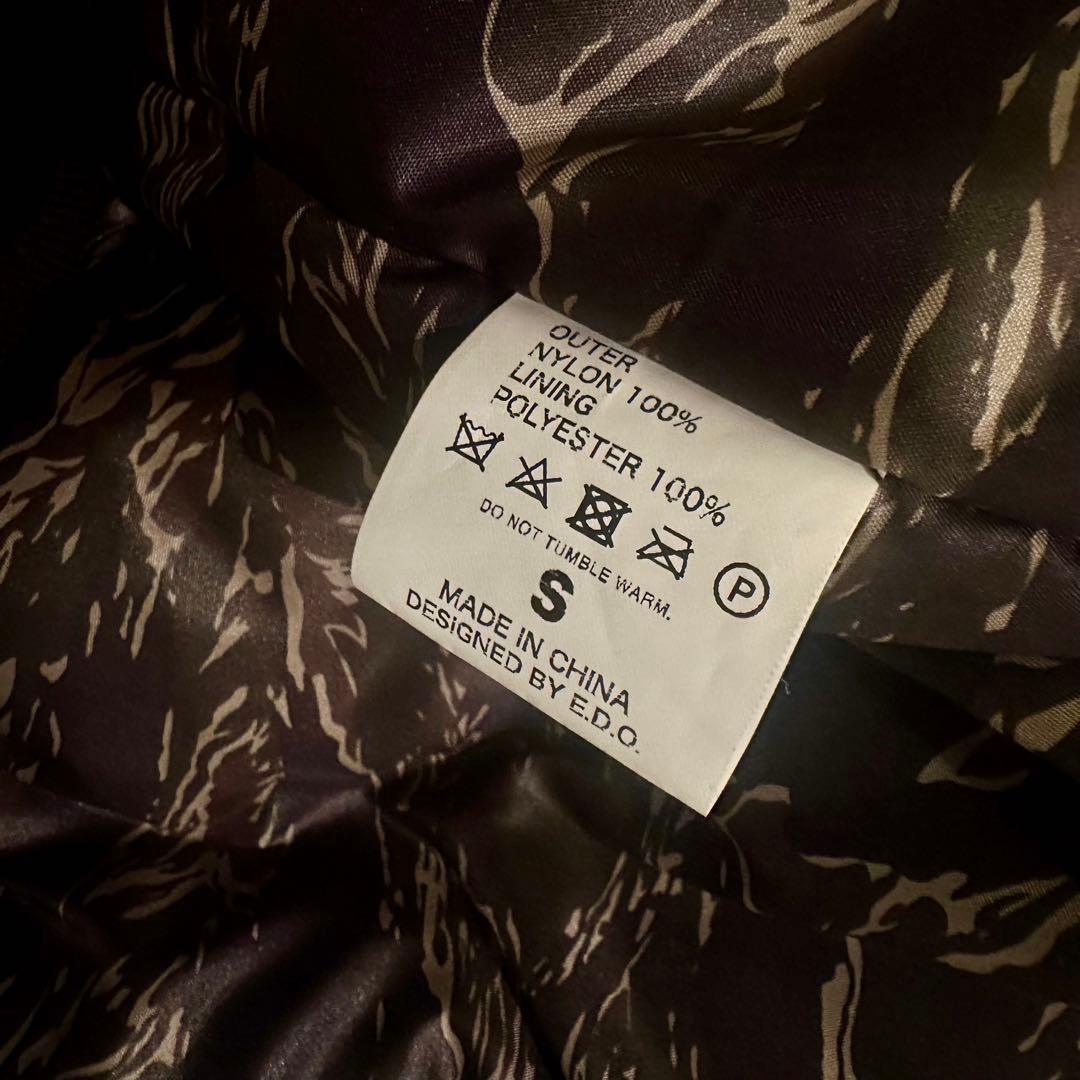 OUTER
NYLON 100%
LINING
POLYESTER 100%
P
DO NOT TUMBLE WARM.
S
MADE IN CHINA
DESIGNED BY E.D.O.